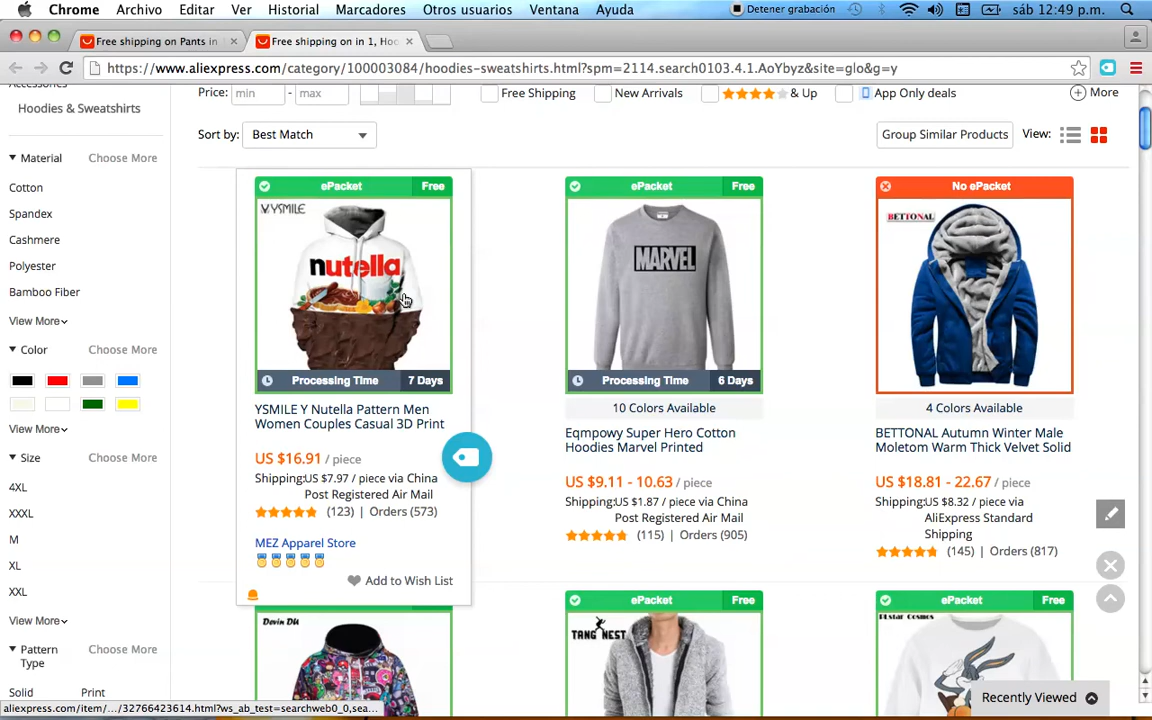 Chrome Archivo Editar Ver Historial Marcadores Otros usuarios Ventana Ayuda Detener grabación sáb 12:49 p.m.
Free shipping on Pants in Free shipping on in 1, Hoo
https://www.aliexpress.com/category/100003084/hoodies-sweatshirts.html?spm=2114.search0103.4.1.AoYbyz&site=glo&g=y
Accessories
Hoodies & Sweatshirts
Price: min - max Free Shipping New Arrivals & Up App Only deals More
Sort by: Best Match Group Similar Products View:
Material Choose More
Cotton
Spandex
Cashmere
Polyester
Bamboo Fiber
View More
Color Choose More
View More
Size Choose More
4XL
XXXL
M
XL
XXL
View More
Pattern Type Choose More
Solid Print
ePacket Free
YYSMILE
nutella
Processing Time 7 Days
YSMILE Y Nutella Pattern Men
Women Couples Casual 3D Print
US $16.91 / piece
Shipping:US $7.97 / piece via China
Post Registered Air Mail
(123) | Orders (573)
MEZ Apparel Store
Add to Wish List
ePacket Free
MARVEL
Processing Time 6 Days
10 Colors Available
Eqmpowy Super Hero Cotton
Hoodies Marvel Printed
US $9.11 - 10.63 / piece
Shipping:US $1.87 / piece via China
Post Registered Air Mail
(115) | Orders (905)
No ePacket
BETTONAL
4 Colors Available
BETTONAL Autumn Winter Male
Moletom Warm Thick Velvet Solid
US $18.81 - 22.67 / piece
Shipping:US $8.32 / piece via
AliExpress Standard
Shipping
(145) | Orders (817)
Devin DU
ePacket Free
TANG NEST
ePacket Free
PLstar Cosmos
Recently Viewed
aliexpress.com/item/.../32766423614.html?ws_ab_test=searchweb0_0,sea...